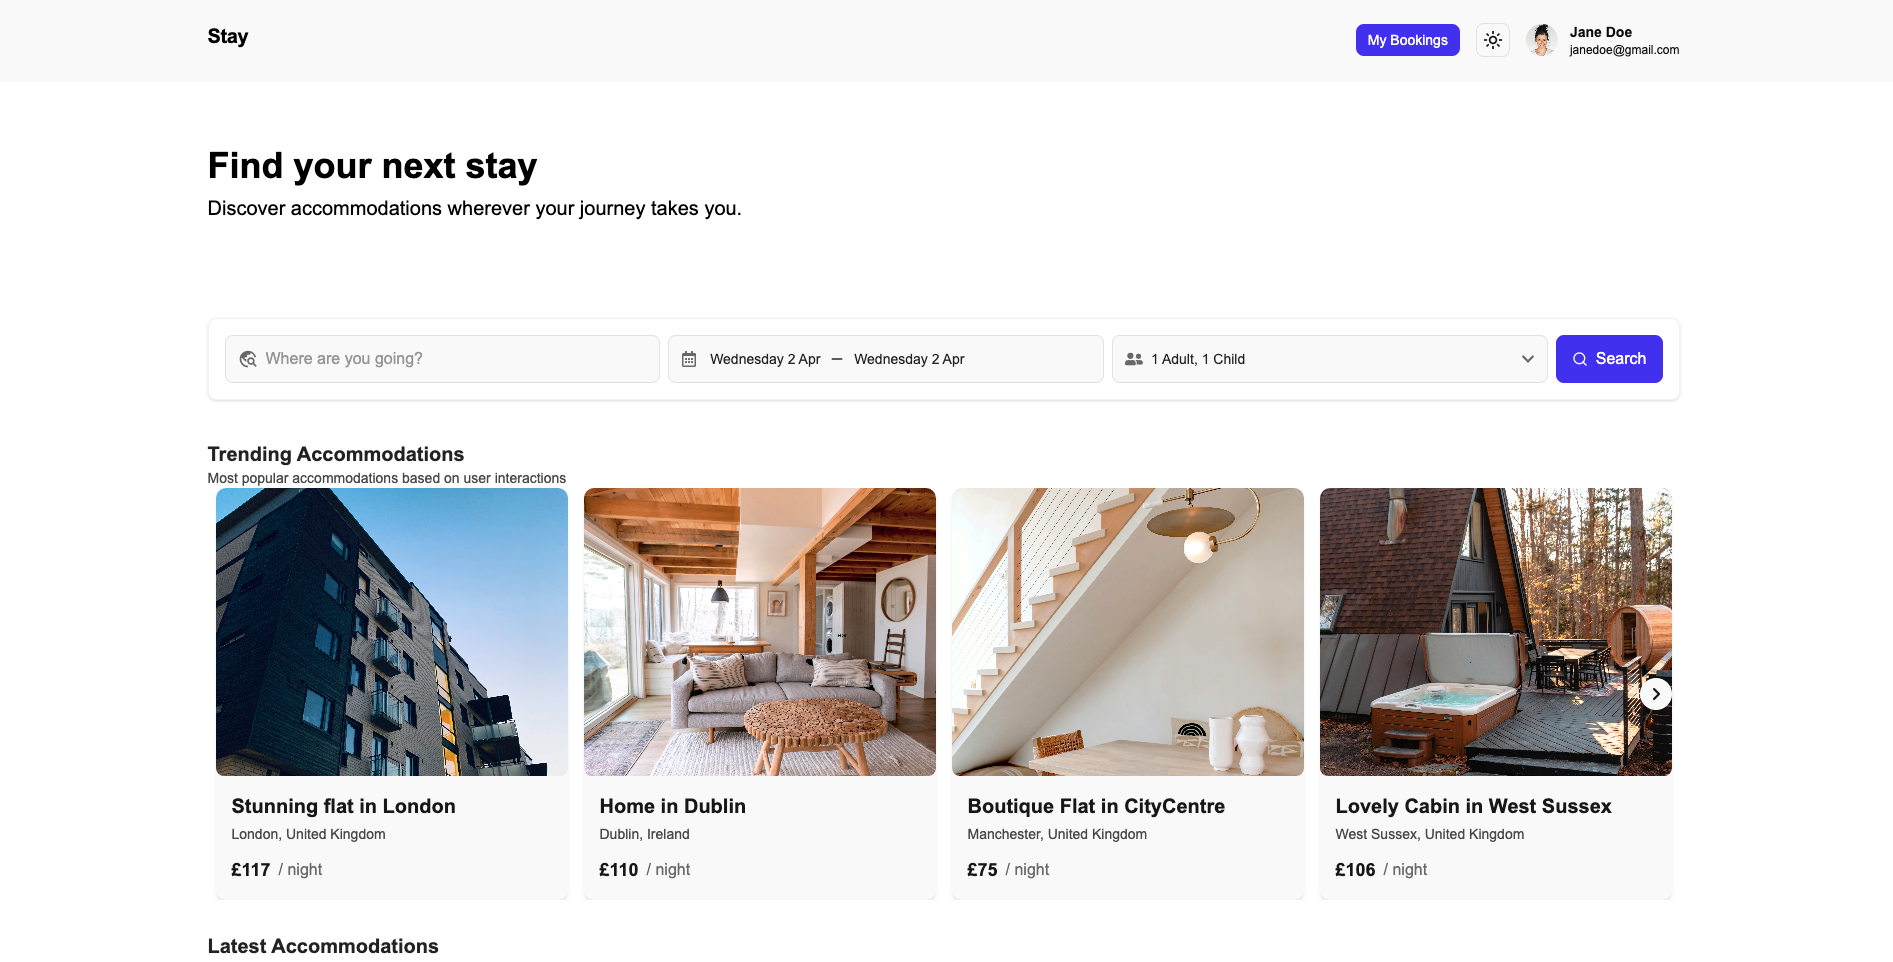 Stay
My Bookings
Jane Doe
janedoe@gmail.com
Find your next stay
Discover accommodations wherever your journey takes you.
Where are you going?
Wednesday 2 Apr — Wednesday 2 Apr
1 Adult, 1 Child
Search
Trending Accommodations
Most popular accommodations based on user interactions
Stunning flat in London
London, United Kingdom
£117 / night
Home in Dublin
Dublin, Ireland
£110 / night
Boutique Flat in CityCentre
Manchester, United Kingdom
£75 / night
Lovely Cabin in West Sussex
West Sussex, United Kingdom
£106 / night
Latest Accommodations